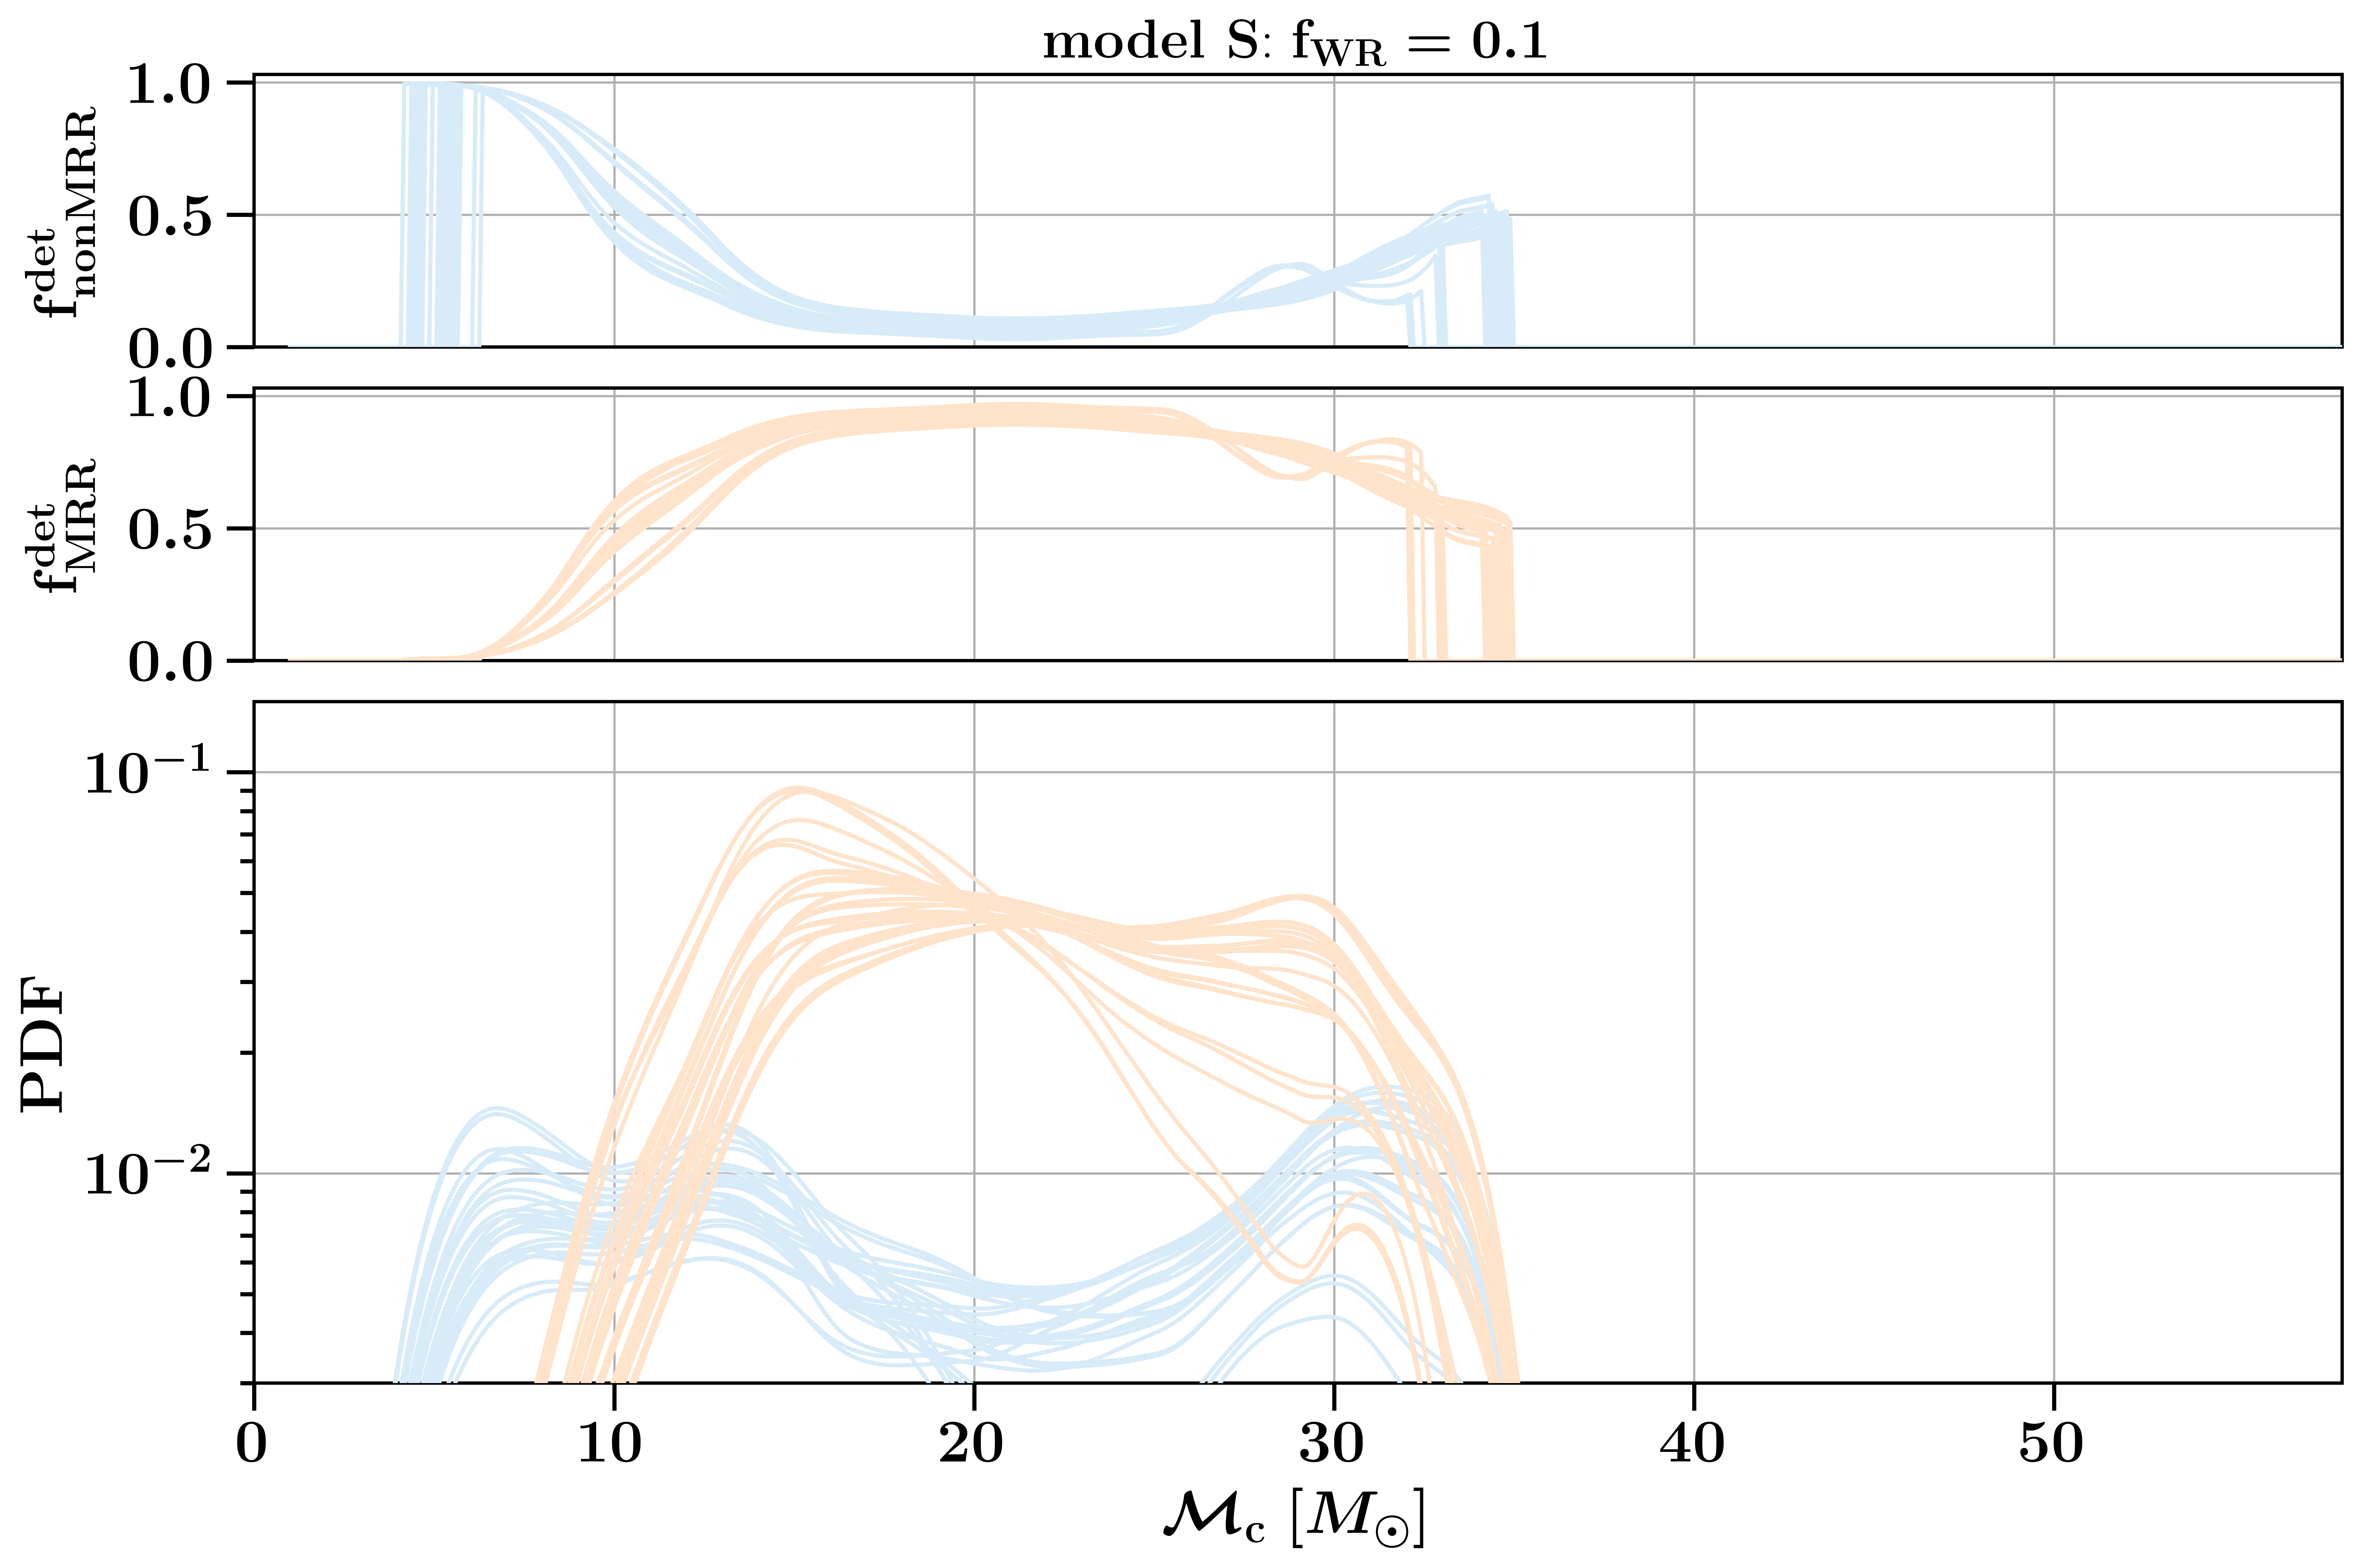 model S: f_WR = 0.1
1.0
0.5
0.0
f^det_nonMRR
1.0
0.5
0.0
f^det_MRR
10^−1
10^−2
PDF
0 10 20 30 40 50
ℳ_c [M_⊙]